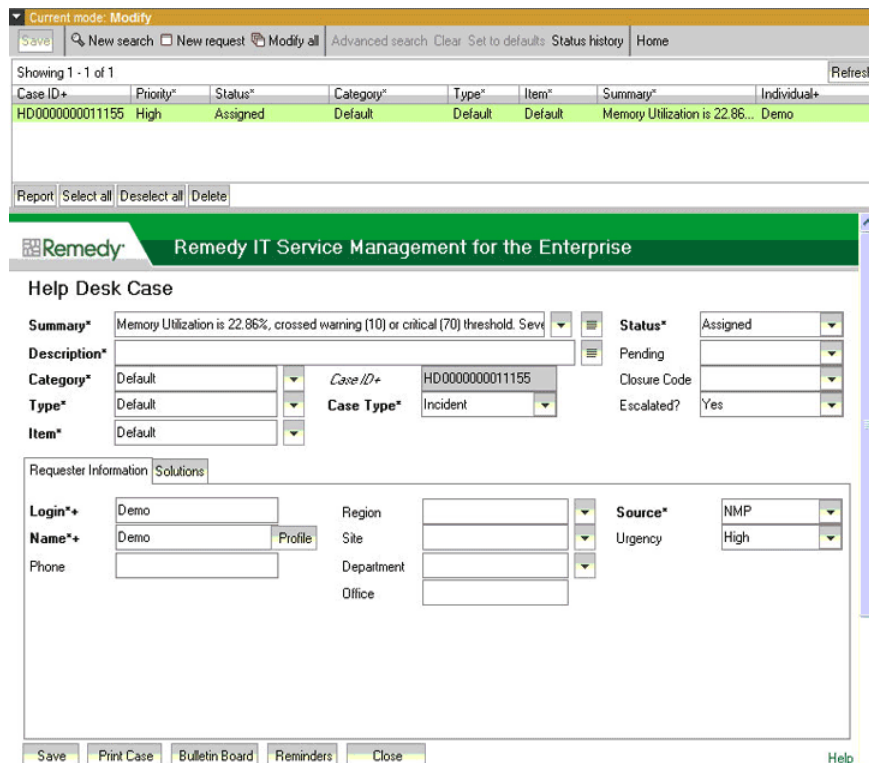 Current mode: Modify
Save New search New request Modify all Advanced search Clear Set to defaults Status history Home
Showing 1 - 1 of 1 Refresh
Case ID+ Priority* Status* Category* Type* Item* Summary* Individual+
HD0000000011155 High Assigned Default Default Default Memory Utilization is 22.86... Demo
Report Select all Deselect all Delete
Remedy Remedy IT Service Management for the Enterprise
Help Desk Case
Summary* Memory Utilization is 22.86%, crossed warning (10) or critical (70) threshold. Seve Status* Assigned
Description* Pending
Category* Default Case ID+ HD0000000011155 Closure Code
Type* Default Case Type* Incident Escalated? Yes
Item* Default
Requester Information Solutions
Login*+ Demo Region Source* NMP
Name*+ Demo Profile Site Urgency High
Phone Department
Office
Save Print Case Bulletin Board Reminders Close Help